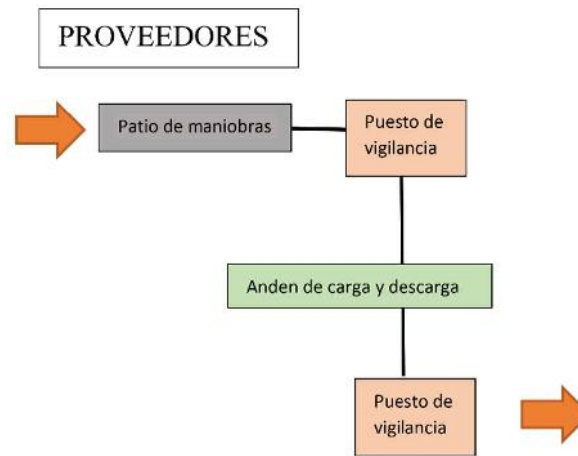 PROVEEDORES
Patio de maniobras
Puesto de
vigilancia
Anden de carga y descarga
Puesto de
vigilancia